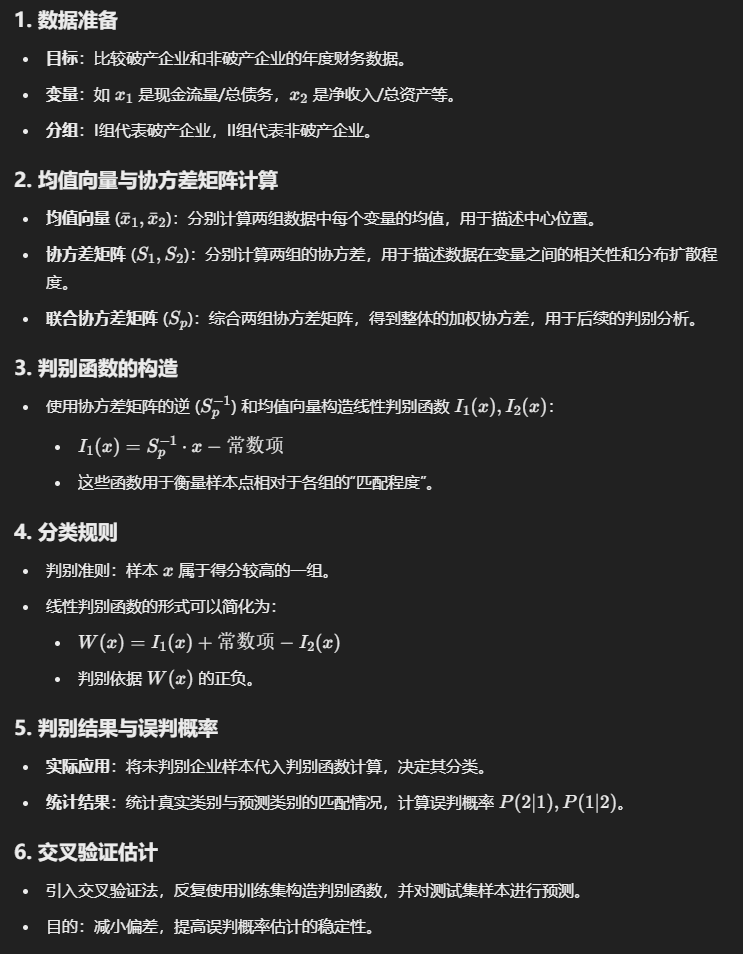 1. 数据准备
• 目标：比较破产企业和非破产企业的年度财务数据。
• 变量：如 x₁ 是现金流量/总债务，x₂ 是净收入/总资产等。
• 分组：I组代表破产企业，II组代表非破产企业。
2. 均值向量与协方差矩阵计算
• 均值向量 (x̄₁, x̄₂)：分别计算两组数据中每个变量的均值，用于描述中心位置。
• 协方差矩阵 (S₁, S₂)：分别计算两组的协方差，用于描述数据在变量之间的相关性和分布扩散程
度。
• 联合协方差矩阵 (Sₚ)：综合两组协方差矩阵，得到整体的加权协方差，用于后续的判别分析。
3. 判别函数的构造
• 使用协方差矩阵的逆 (Sₚ⁻¹) 和均值向量构造线性判别函数 I₁(x), I₂(x)：
• I₁(x) = Sₚ⁻¹ · x − 常数项
• 这些函数用于衡量样本点相对于各组的“匹配程度”。
4. 分类规则
• 判别准则：样本 x 属于得分较高的一组。
• 线性判别函数的形式可以简化为：
• W(x) = I₁(x) + 常数项 − I₂(x)
• 判别依据 W(x) 的正负。
5. 判别结果与误判概率
• 实际应用：将未判别企业样本代入判别函数计算，决定其分类。
• 统计结果：统计真实类别与预测类别的匹配情况，计算误判概率 P(2|1), P(1|2)。
6. 交叉验证估计
• 引入交叉验证法，反复使用训练集构造判别函数，并对测试集样本进行预测。
• 目的：减小偏差，提高误判概率估计的稳定性。